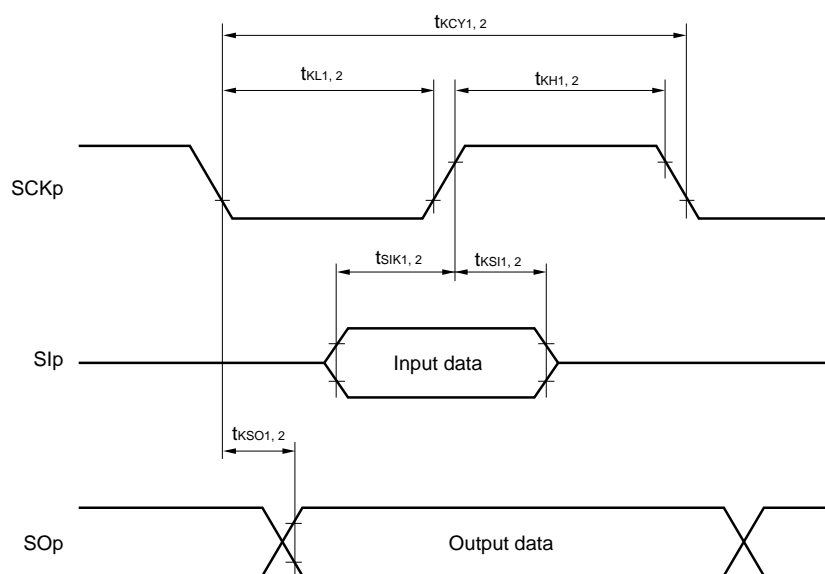 tKCY1, 2
tKL1, 2 tKH1, 2
SCKp
tSIK1, 2 tKSI1, 2
SIp Input data
tKSO1, 2
SOp Output data